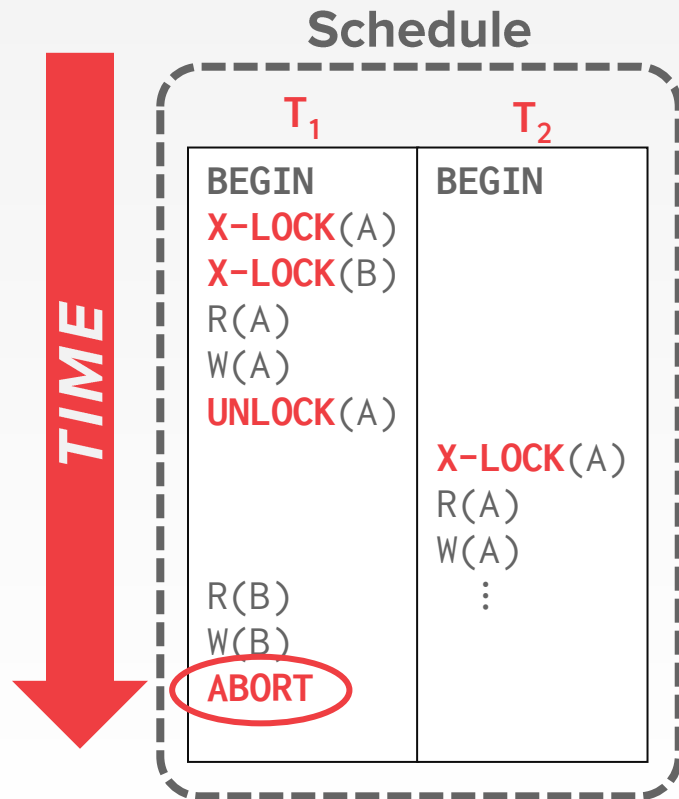 Schedule
TIME
T₁ T₂
BEGIN BEGIN
X-LOCK(A)
X-LOCK(B)
R(A)
W(A)
UNLOCK(A)
X-LOCK(A)
R(A)
W(A)
R(B) ⋮
W(B)
ABORT